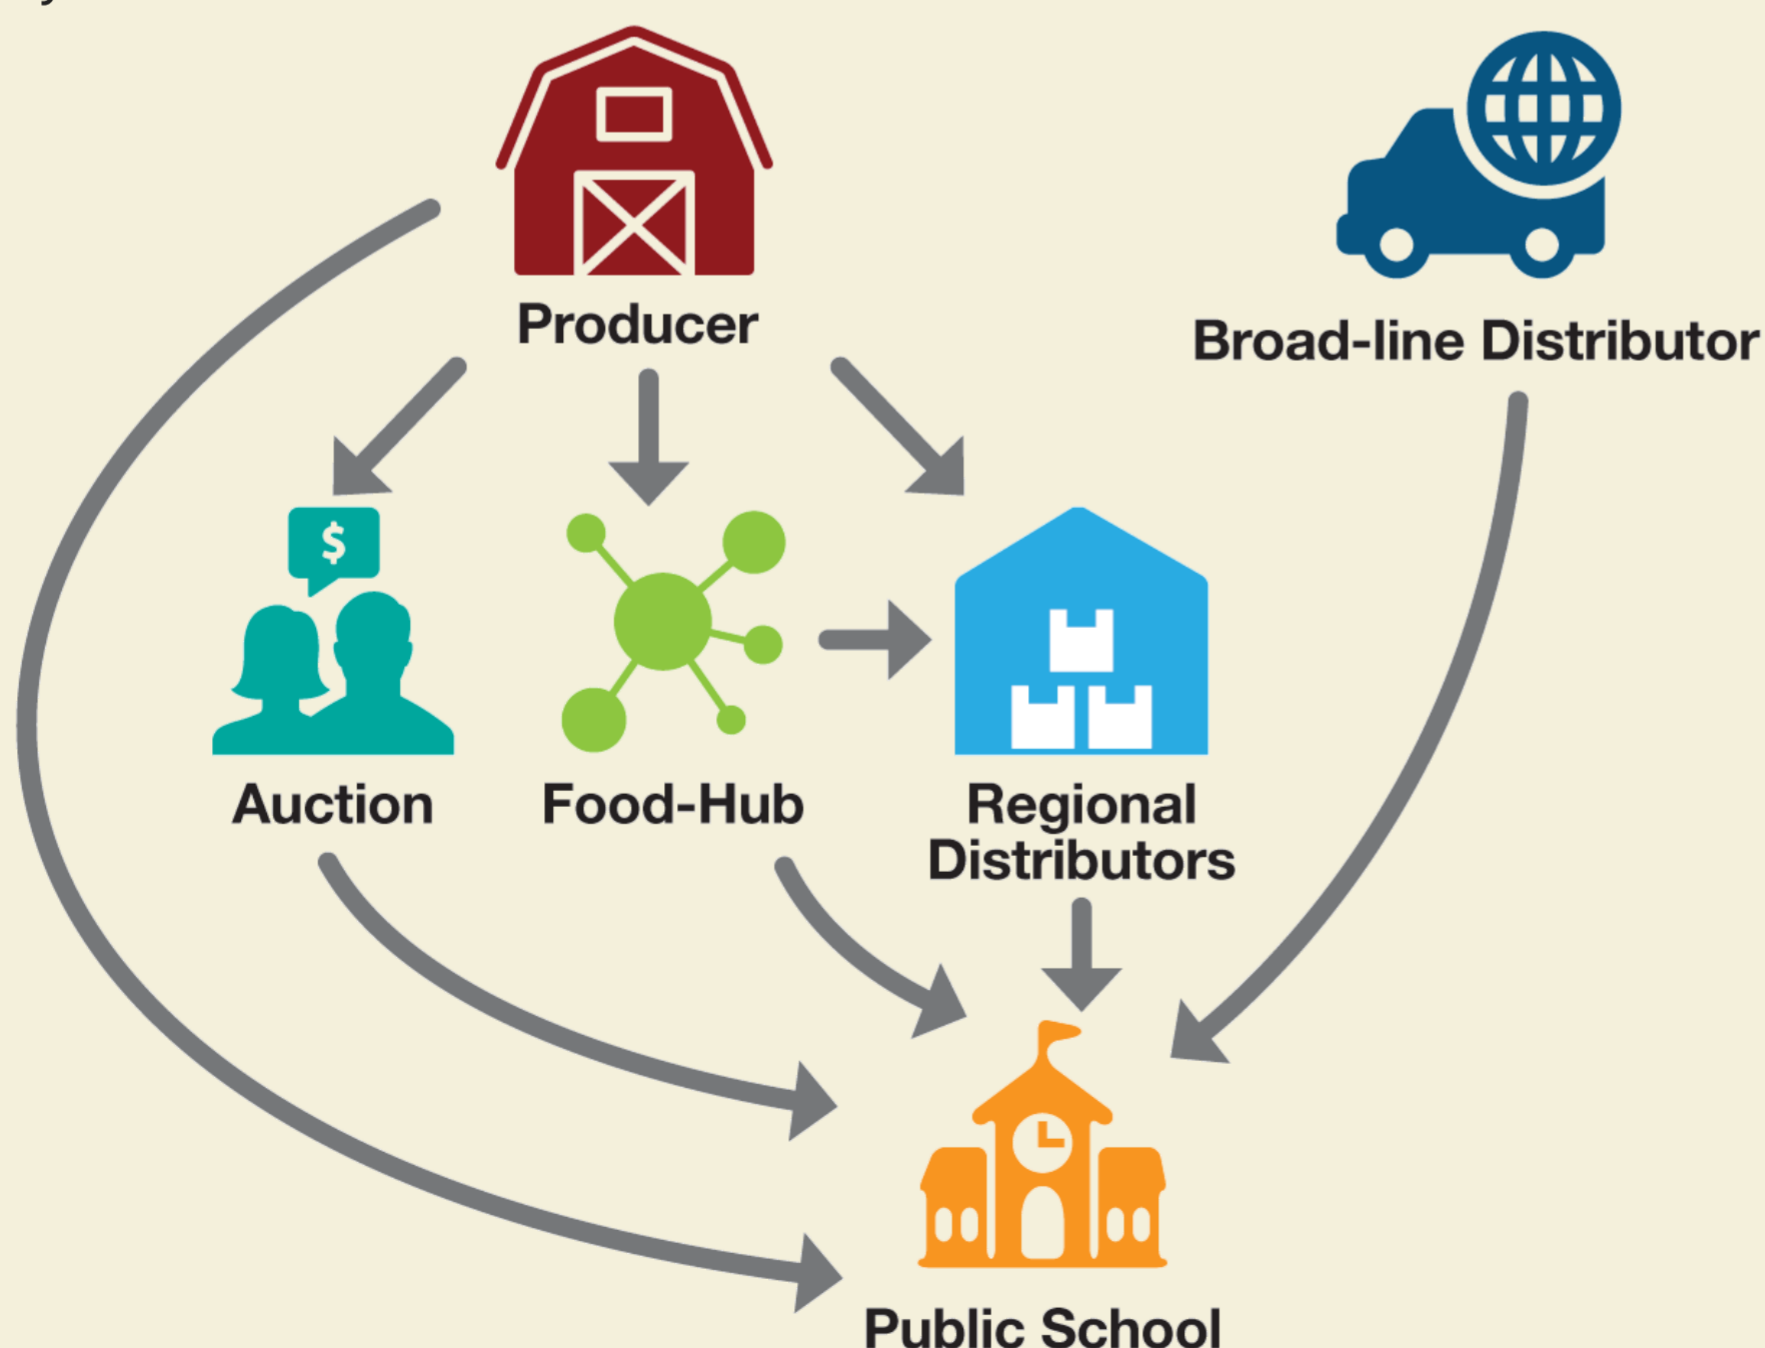 Producer
Broad-line Distributor
$
Auction
Food-Hub
Regional
Distributors
Public School